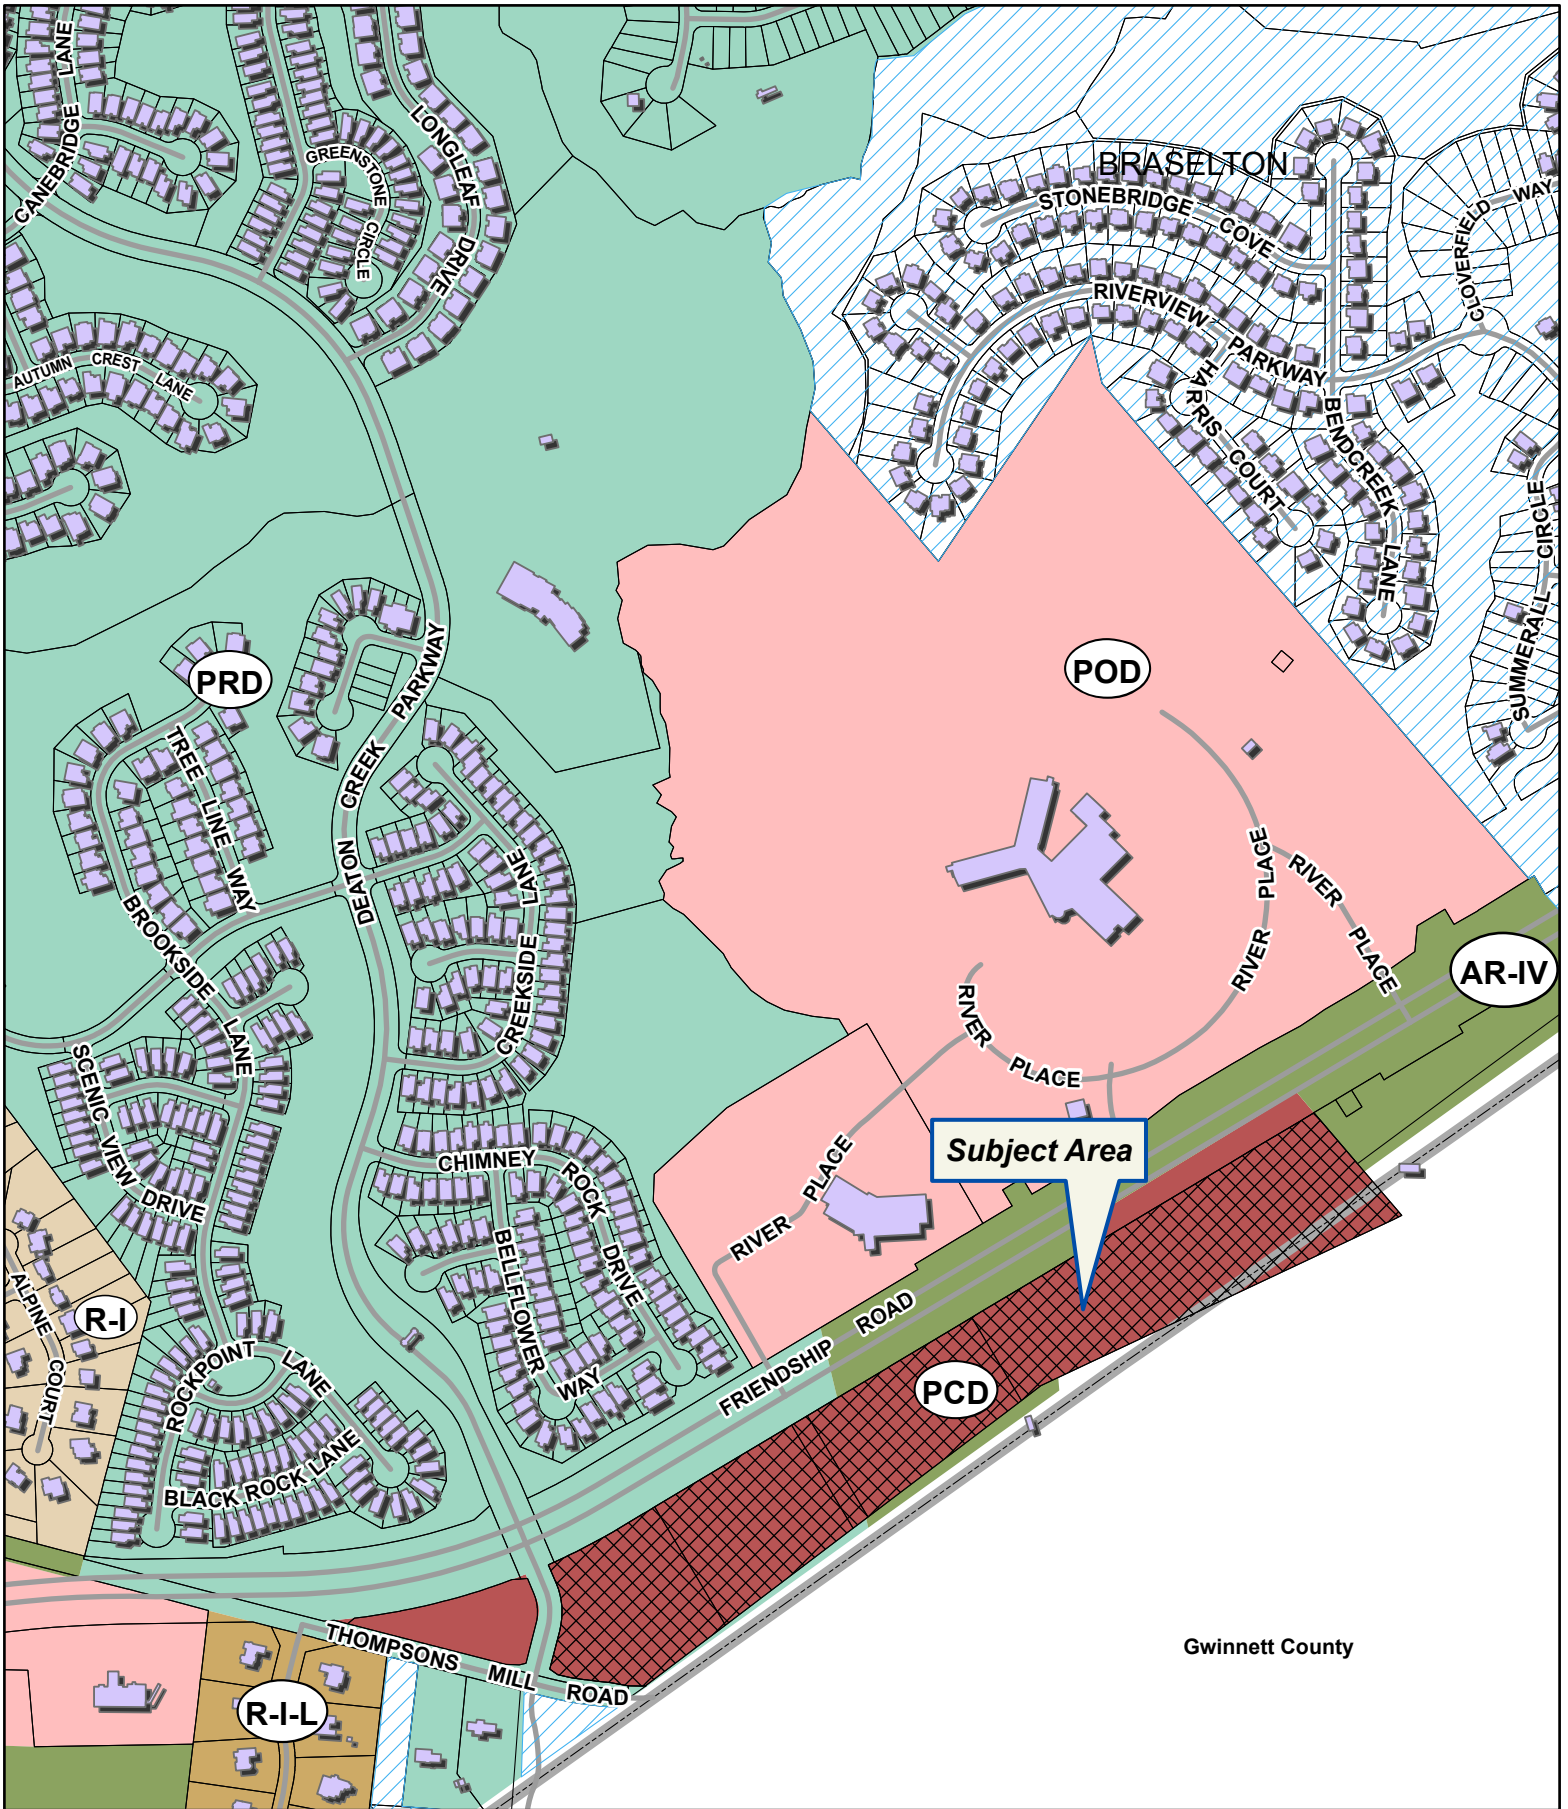 CANEBRIDGE LANE
GREENSTONE CIRCLE
LONGLEAF DRIVE
BRASELTON
STONEBRIDGE COVE
CLOVERFIELD WAY
RIVERVIEW PARKWAY
HARRIS COURT
BENDCREEK LANE
AUTUMN CREST LANE
SUMMERALL CIRCLE
PRD
POD
DEATON CREEK PARKWAY
TREE LINE WAY
BROOKSIDE LANE
CREEKSIDE LANE
RIVER PLACE
RIVER PLACE
RIVER PLACE
AR-IV
SCENIC VIEW DRIVE
Subject Area
CHIMNEY ROCK DRIVE
RIVER PLACE
BELLFLOWER WAY
ALPINE COURT
R-I
ROCKPOINT LANE
FRIENDSHIP ROAD
PCD
BLACK ROCK LANE
THOMPSONS MILL ROAD
Gwinnett County
R-I-L